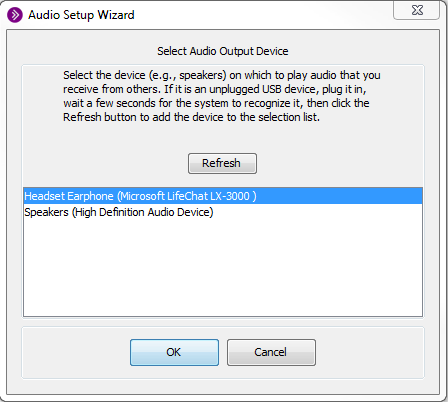 Audio Setup Wizard
Select Audio Output Device
Select the device (e.g., speakers) on which to play audio that you
receive from others. If it is an unplugged USB device, plug it in,
wait a few seconds for the system to recognize it, then click the
Refresh button to add the device to the selection list.
Refresh
Headset Earphone (Microsoft LifeChat LX-3000 )
Speakers (High Definition Audio Device)
OK
Cancel